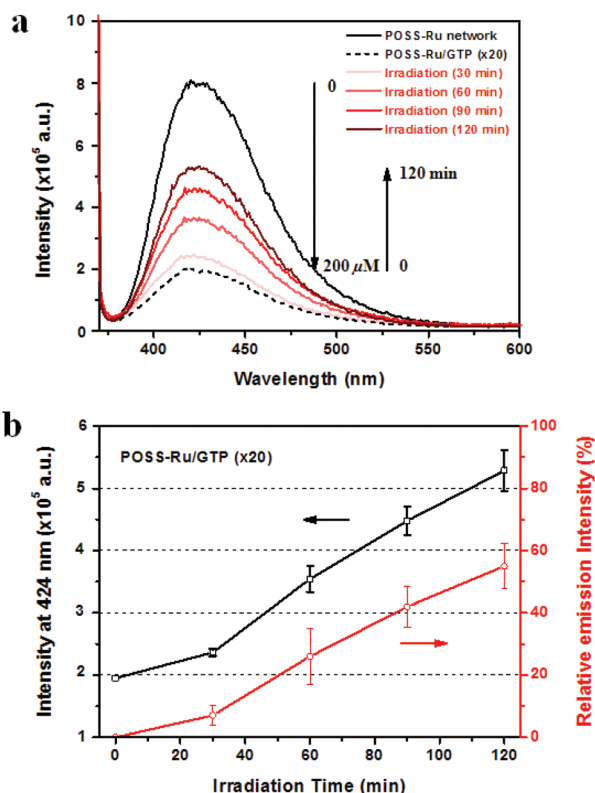 a
10
8
6
4
2
0
400
450
500
550
600
Intensity (x10⁵ a.u.)
Wavelength (nm)
POSS-Ru network
POSS-Ru/GTP (x20)
Irradiation (30 min)
Irradiation (60 min)
Irradiation (90 min)
Irradiation (120 min)
0
120 min
200 μM
0
b
6
5
4
3
2
1
100
80
60
40
20
0
0
20
40
60
80
100
120
POSS-Ru/GTP (x20)
Intensity at 424 nm (x10⁵ a.u.)
Relative emission Intensity (%)
Irradiation Time (min)